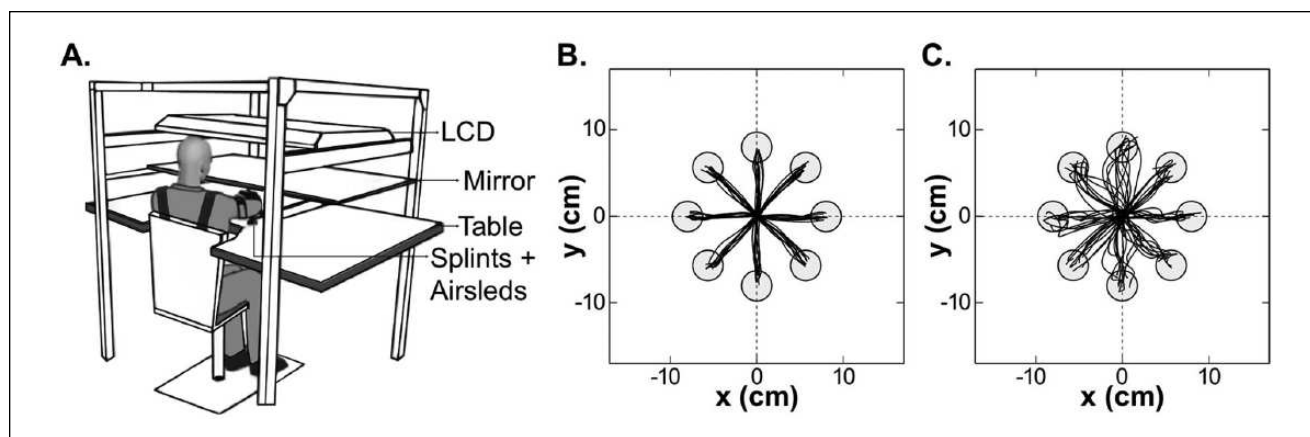 A.
LCD
Mirror
Table
Splints +
Airsleds
B.
y (cm)
10
0
-10
-10
0
10
x (cm)
C.
y (cm)
10
0
-10
-10
0
10
x (cm)